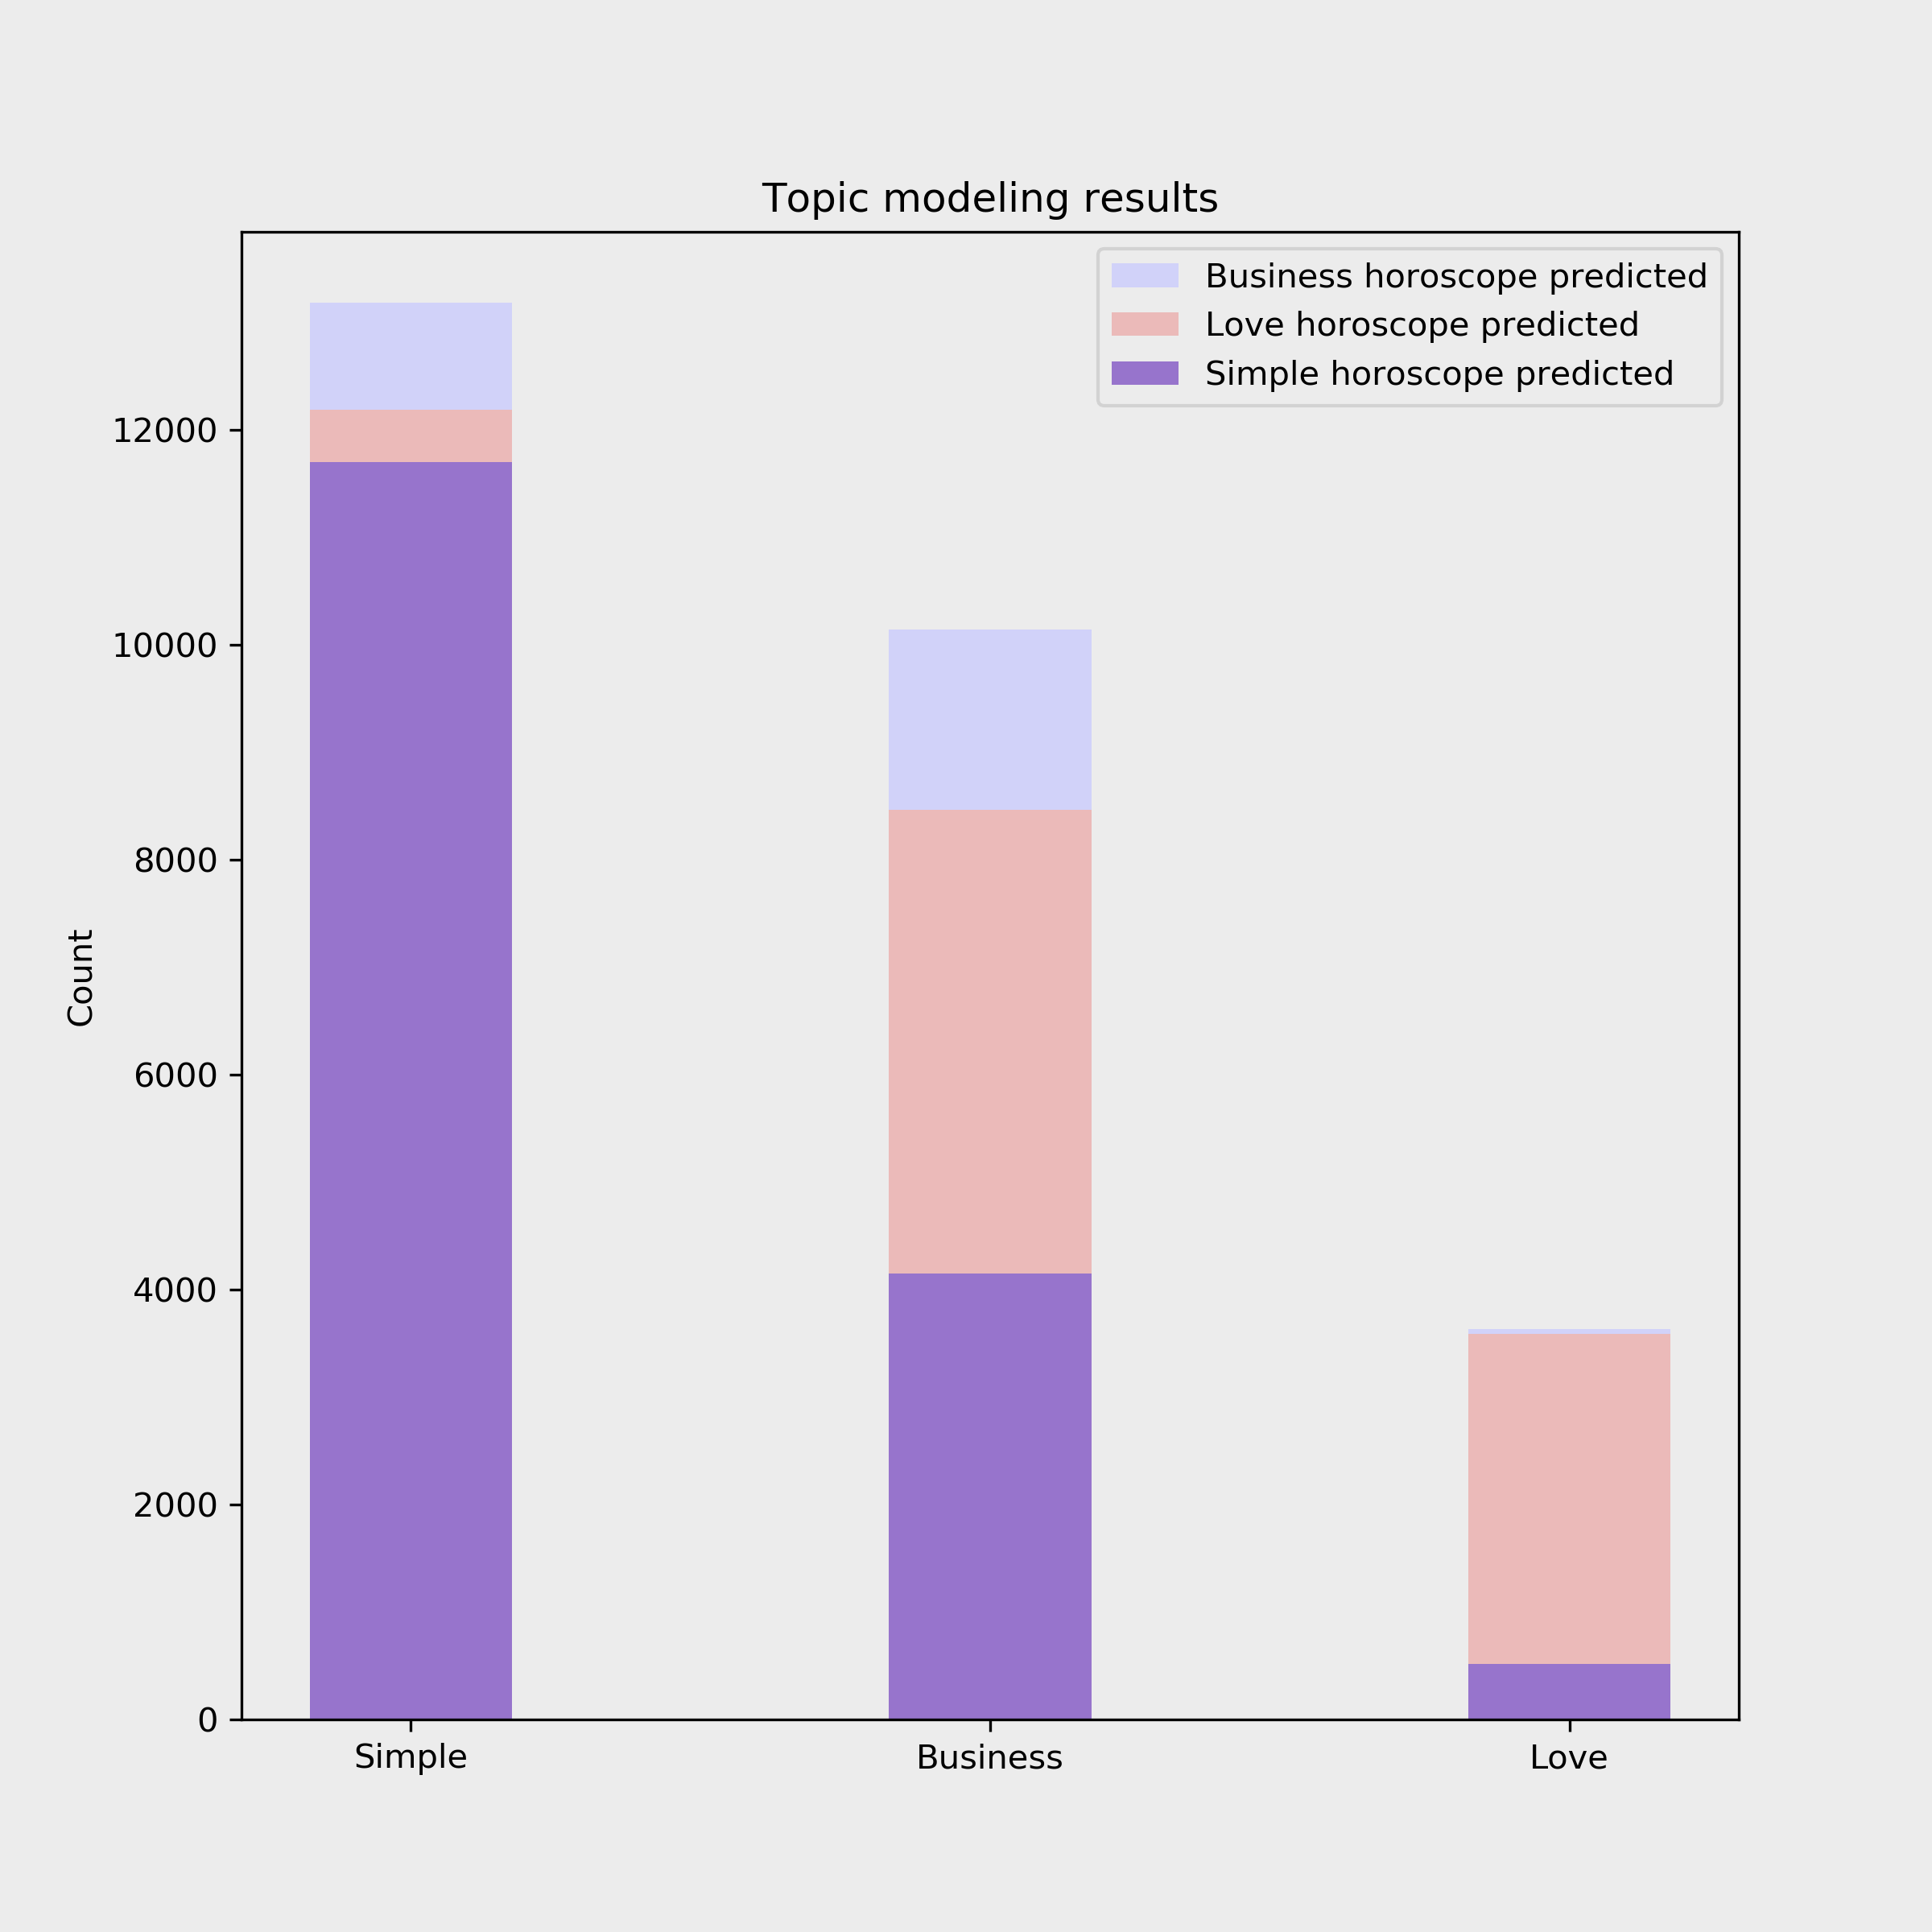 Topic modeling results
Business horoscope predicted
Love horoscope predicted
Simple horoscope predicted
12000
10000
8000
6000
4000
2000
0
Count
Simple
Business
Love